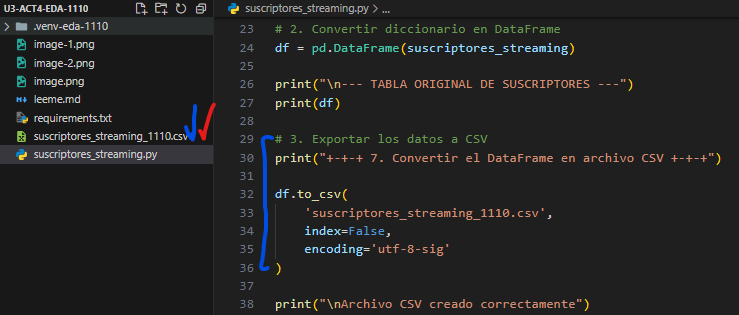 U3-ACT4-EDA-1110
.venv-eda-1110
image-1.png
image-2.png
image.png
leeme.md
requirements.txt
suscriptores_streaming_1110.csv
suscriptores_streaming.py
suscriptores_streaming.py > ...
23 # 2. Convertir diccionario en DataFrame
24 df = pd.DataFrame(suscriptores_streaming)
25
26 print("\n--- TABLA ORIGINAL DE SUSCRIPTORES ---")
27 print(df)
28
29 # 3. Exportar los datos a CSV
30 print("+-+-+ 7. Convertir el DataFrame en archivo CSV +-+-+")
31
32 df.to_csv(
33     'suscriptores_streaming_1110.csv',
34     index=False,
35     encoding='utf-8-sig'
36 )
37
38 print("\nArchivo CSV creado correctamente")